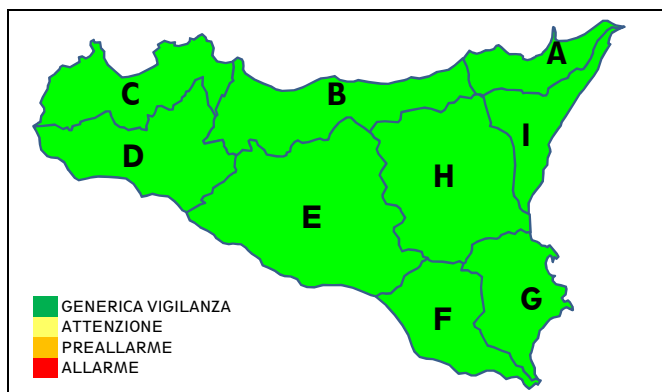 A
C
B
I
D
H
E
G
F
GENERICA VIGILANZA
ATTENZIONE
PREALLARME
ALLARME